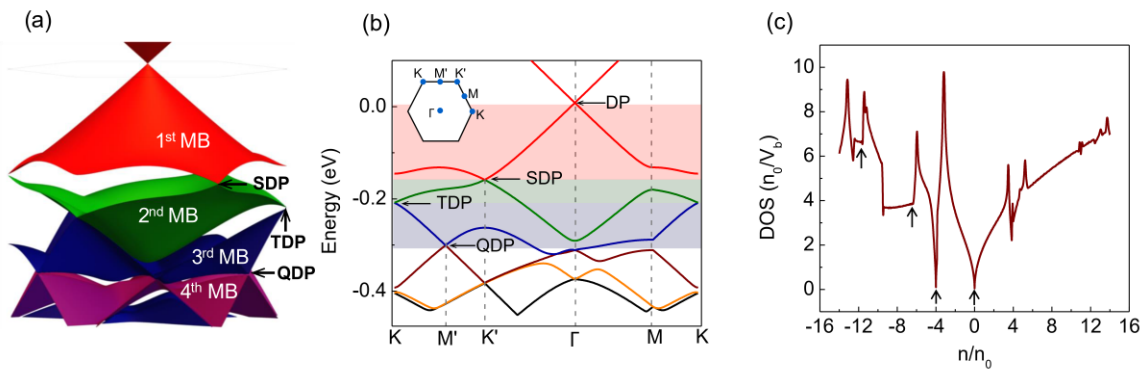 (a)
1st MB
SDP
2nd MB
TDP
3rd MB
QDP
4th MB
(b)
K M' K'
M
Γ
K
DP
SDP
TDP
QDP
0.0
-0.2
-0.4
Energy (eV)
K M' K' Γ M K
(c)
10
8
6
4
2
0
DOS (n0/Vb)
-16 -12 -8 -4 0 4 8 12 16
n/n0